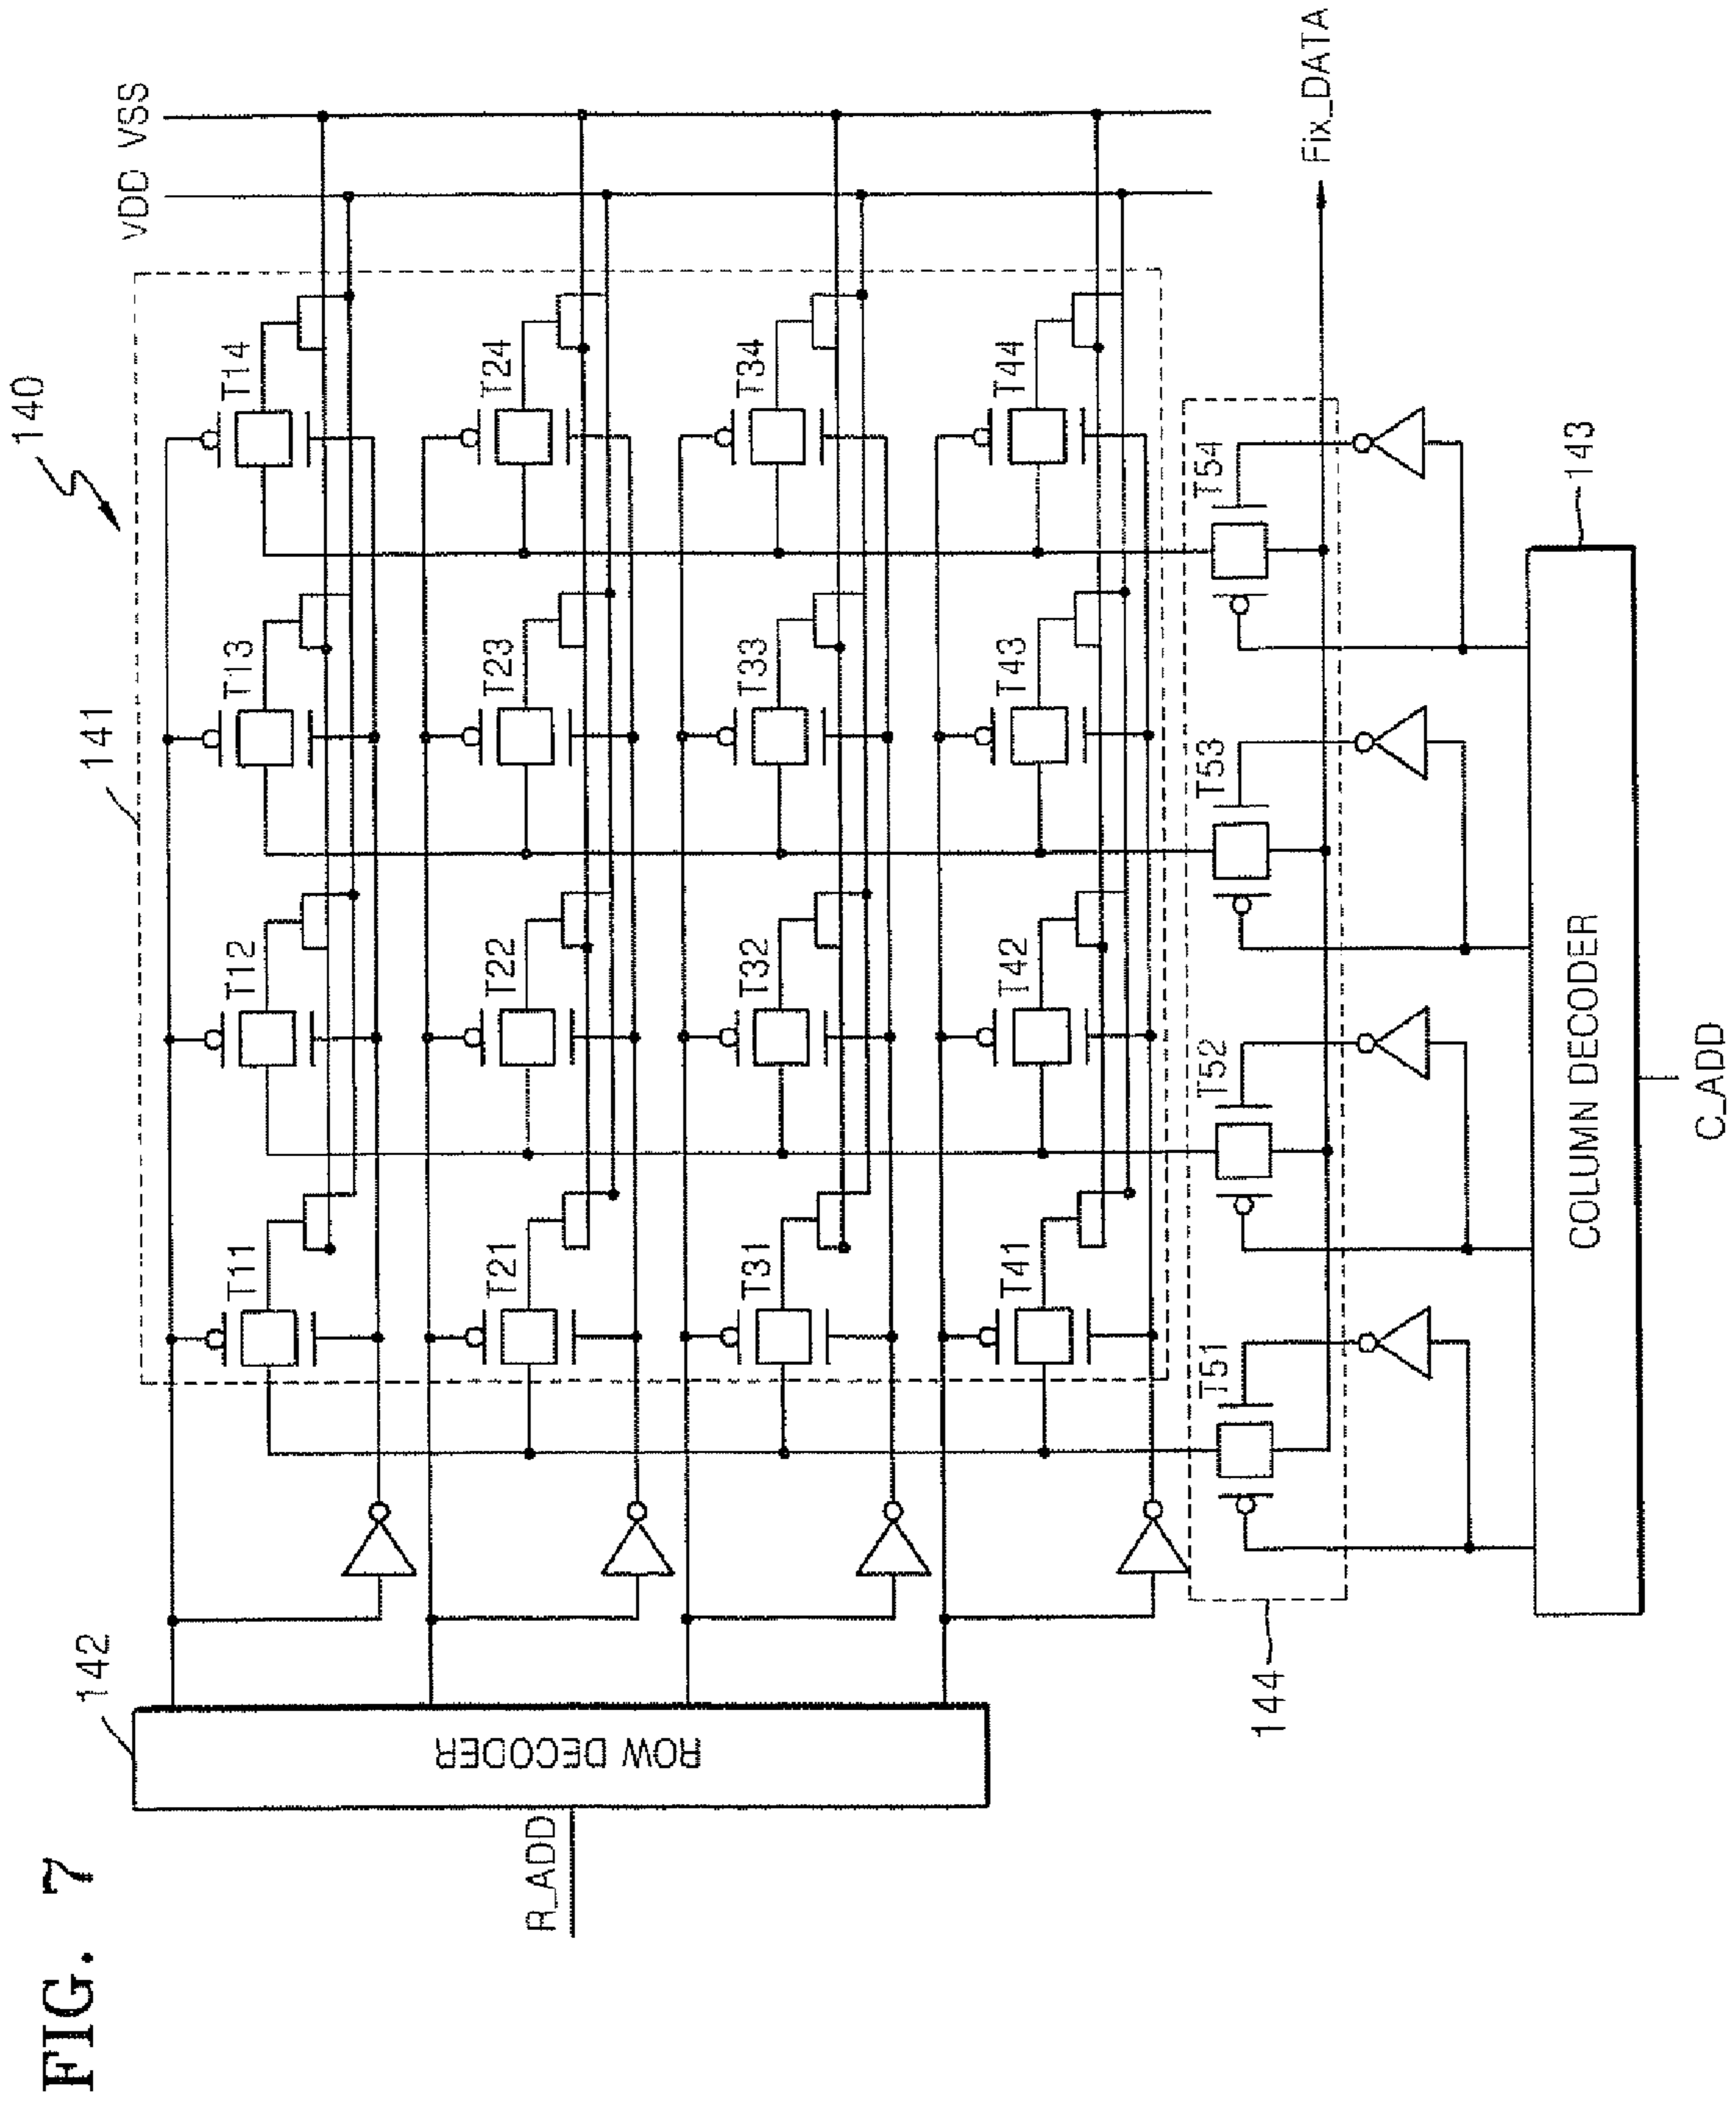 FIG. 7
140
VDD VSS
141
142
T11 T12 T13 T14
T21 T22 T23 T24
T31 T32 T33 T34
T41 T42 T43 T44
R_ADD
ROW DECODER
T51 T52 T53 T54
Fix_DATA
144
COLUMN DECODER
143
C_ADD